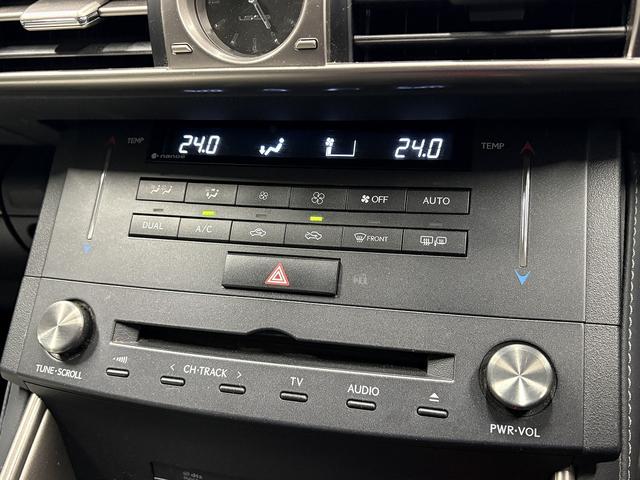 LEXUS
TEMP 24.0 24.0 TEMP
nanoe
OFF AUTO
DUAL A/C FRONT
TUNE·SCROLL < CH·TRACK > TV AUDIO
PWR·VOL